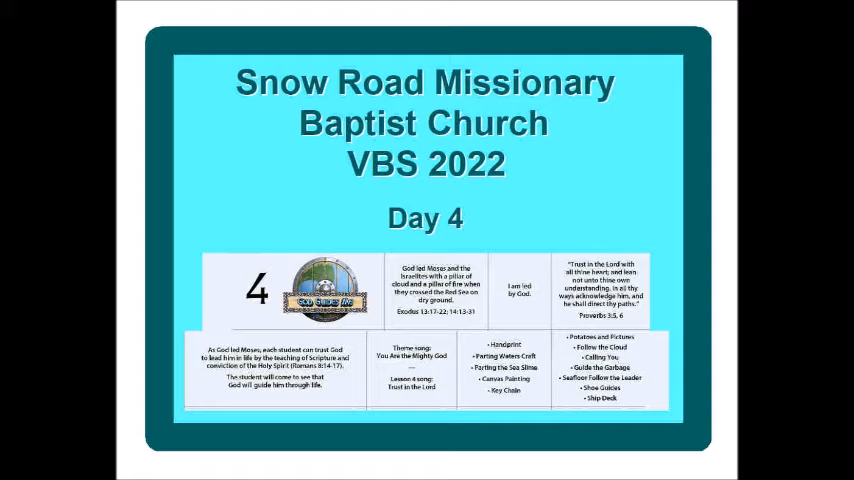 Snow Road Missionary
Baptist Church
VBS 2022
Day 4
4
GOD GUIDES ME
God led Moses and the
Israelites with a pillar of
cloud and a pillar of fire when
they crossed the Red Sea on
dry ground.
Exodus 13:17-22; 14:13-31
I am led
by God.
"Trust in the Lord with
all thine heart; and lean
not unto thine own
understanding. In all thy
ways acknowledge him, and
he shall direct thy paths."
Proverbs 3:5, 6
As God led Moses, each student can trust God
to lead him in life by the teaching of Scripture and
conviction of the Holy Spirit (Romans 8:14-17).
The student will come to see that
God will guide him through life.
Theme song:
You Are the Mighty God
—
Lesson 4 song:
Trust in the Lord
• Handprint
• Parting Waters Craft
• Parting the Sea Slime
• Canvas Painting
• Key Chain
• Potatoes and Pictures
• Follow the Cloud
• Calling You
• Guide the Garbage
• Seafloor Follow the Leader
• Shoe Guides
• Ship Deck